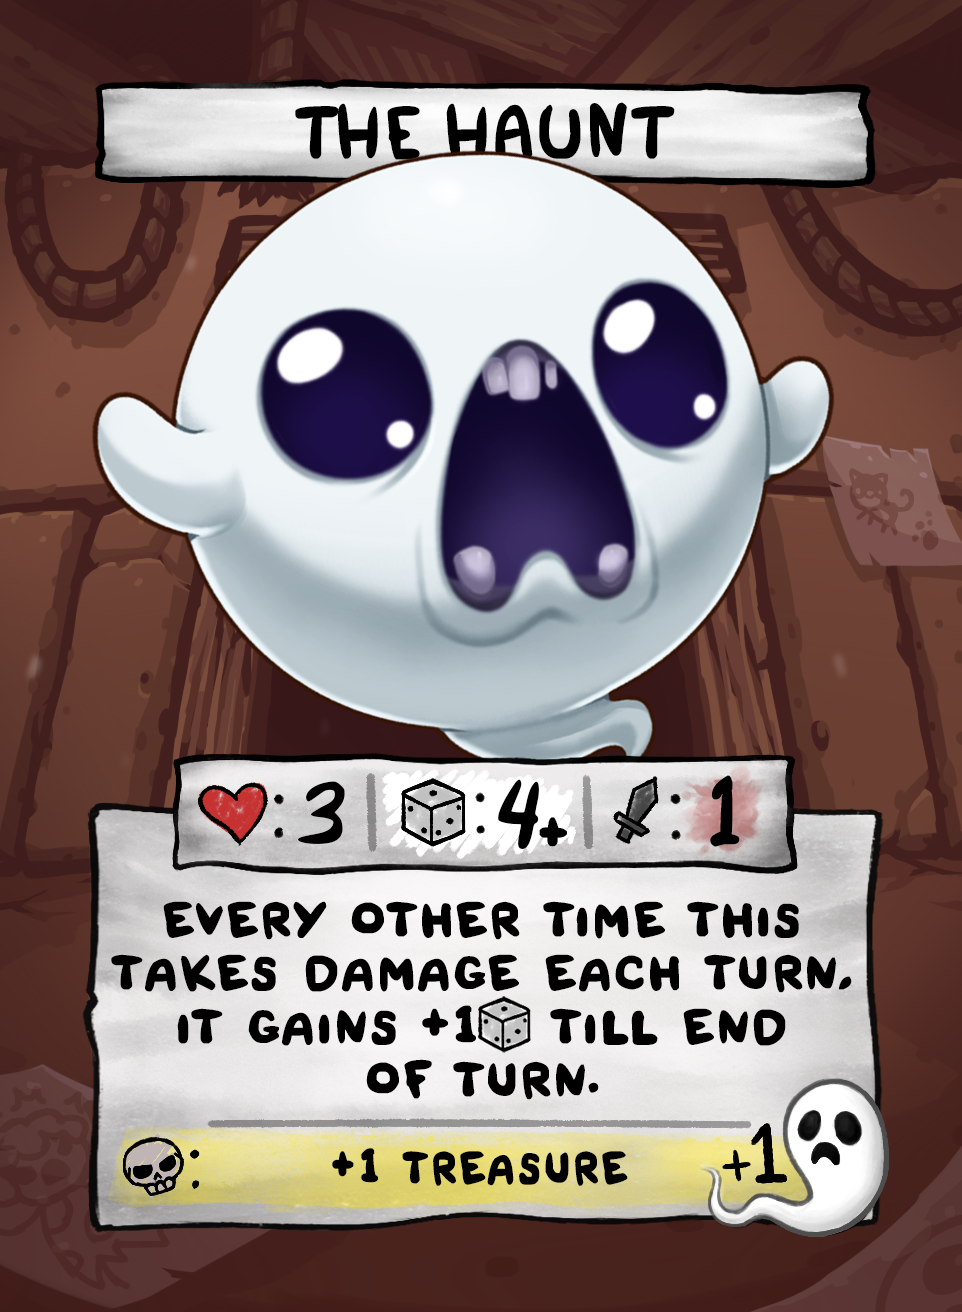 THE HAUNT
: 3 | : 4+ | : 1
EVERY OTHER TIME THIS
TAKES DAMAGE EACH TURN.
IT GAINS +1 TILL END
OF TURN.
: +1 TREASURE +1